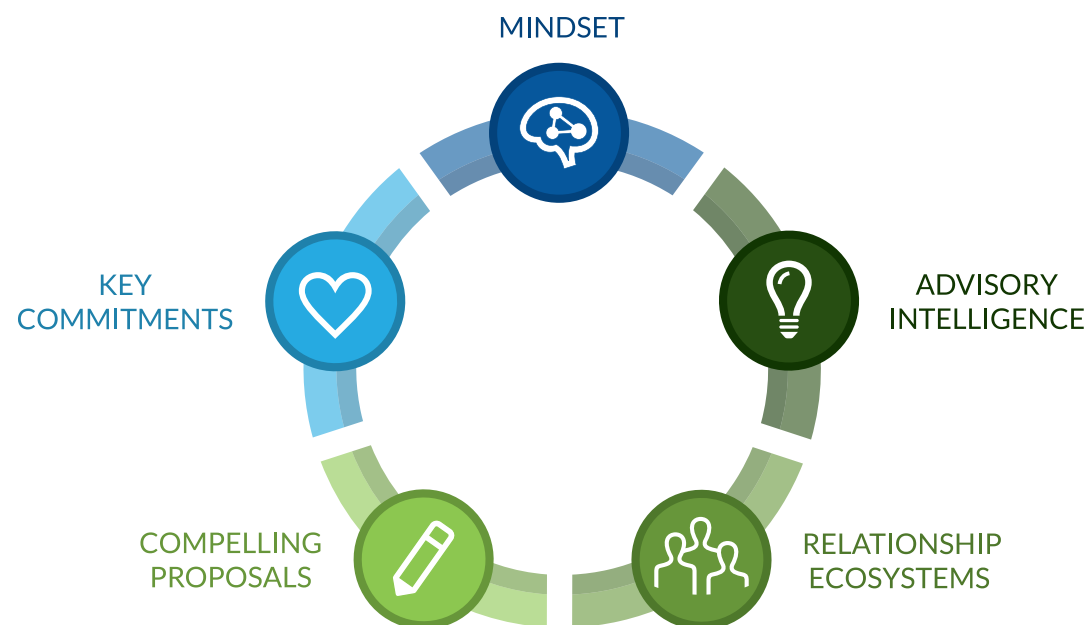 MINDSET
KEY
COMMITMENTS
ADVISORY
INTELLIGENCE
COMPELLING
PROPOSALS
RELATIONSHIP
ECOSYSTEMS